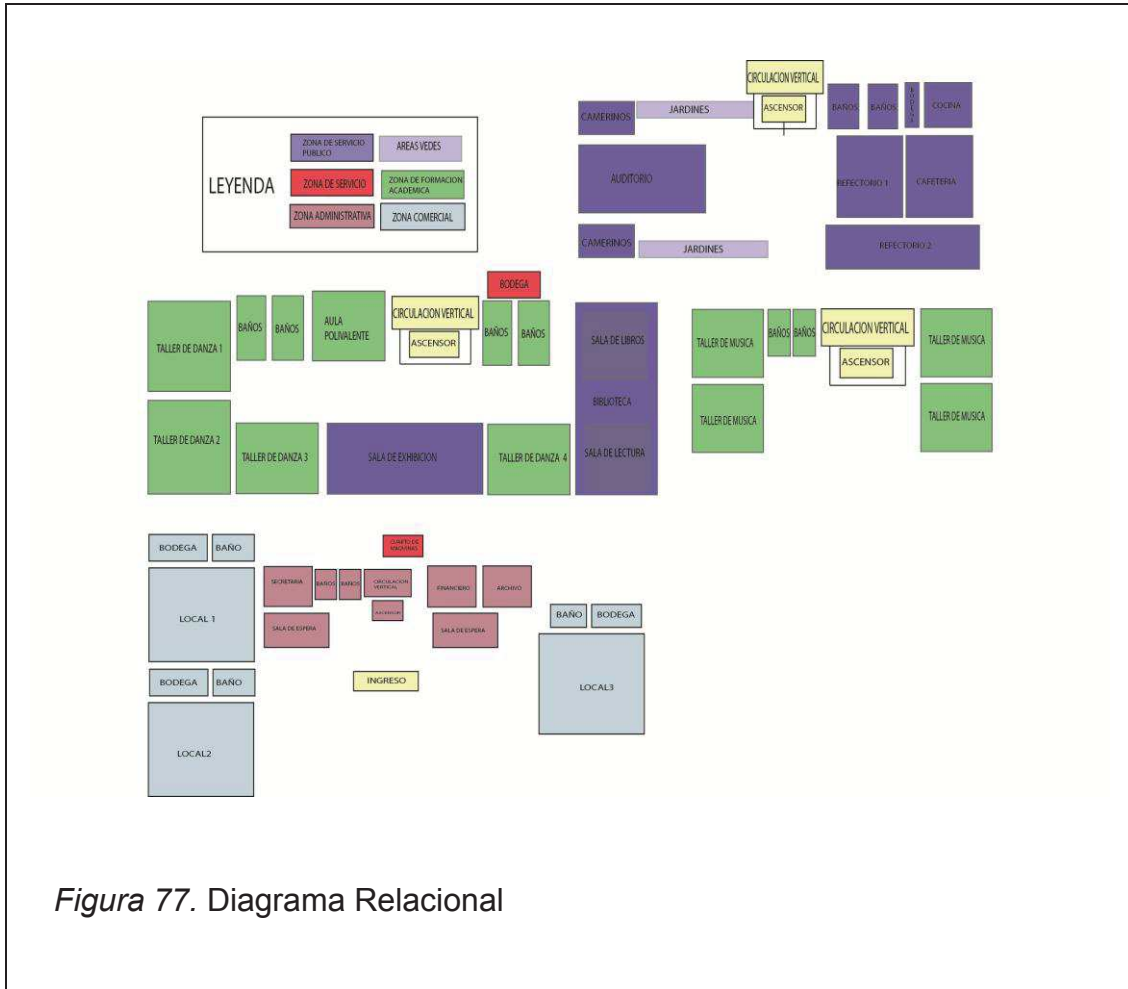 LEYENDA
ZONA DE SERVICIO
PUBLICO
AREAS VEDES
ZONA DE SERVICIO
ZONA DE FORMACION
ACADEMICA
ZONA ADMINISTRATIVA
ZONA COMERCIAL
CIRCULACION VERTICAL
ASCENSOR
CAMERINOS
JARDINES
BAÑOS
BAÑOS
BODEGA
COCINA
AUDITORIO
REFECTORIO 1
CAFETERIA
CAMERINOS
JARDINES
REFECTORIO 2
BODEGA
TALLER DE DANZA 1
BAÑOS
BAÑOS
AULA
POLIVALENTE
CIRCULACION VERTICAL
ASCENSOR
BAÑOS
BAÑOS
TALLER DE DANZA 2
TALLER DE DANZA 3
SALA DE EXHIBICION
TALLER DE DANZA 4
SALA DE LIBROS
BIBLIOTECA
SALA DE LECTURA
TALLER DE MUSICA
BAÑOS
BAÑOS
CIRCULACION VERTICAL
ASCENSOR
TALLER DE MUSICA
TALLER DE MUSICA
TALLER DE MUSICA
BODEGA
BAÑO
LOCAL 1
BODEGA
BAÑO
LOCAL2
CUARTO DE
MAQUINAS
SECRETARIA
BAÑOS
BAÑOS
CIRCULACION
VERTICAL
ASCENSOR
FINANCIERO
ARCHIVO
SALA DE ESPERA
SALA DE ESPERA
INGRESO
BAÑO
BODEGA
LOCAL3
Figura 77. Diagrama Relacional